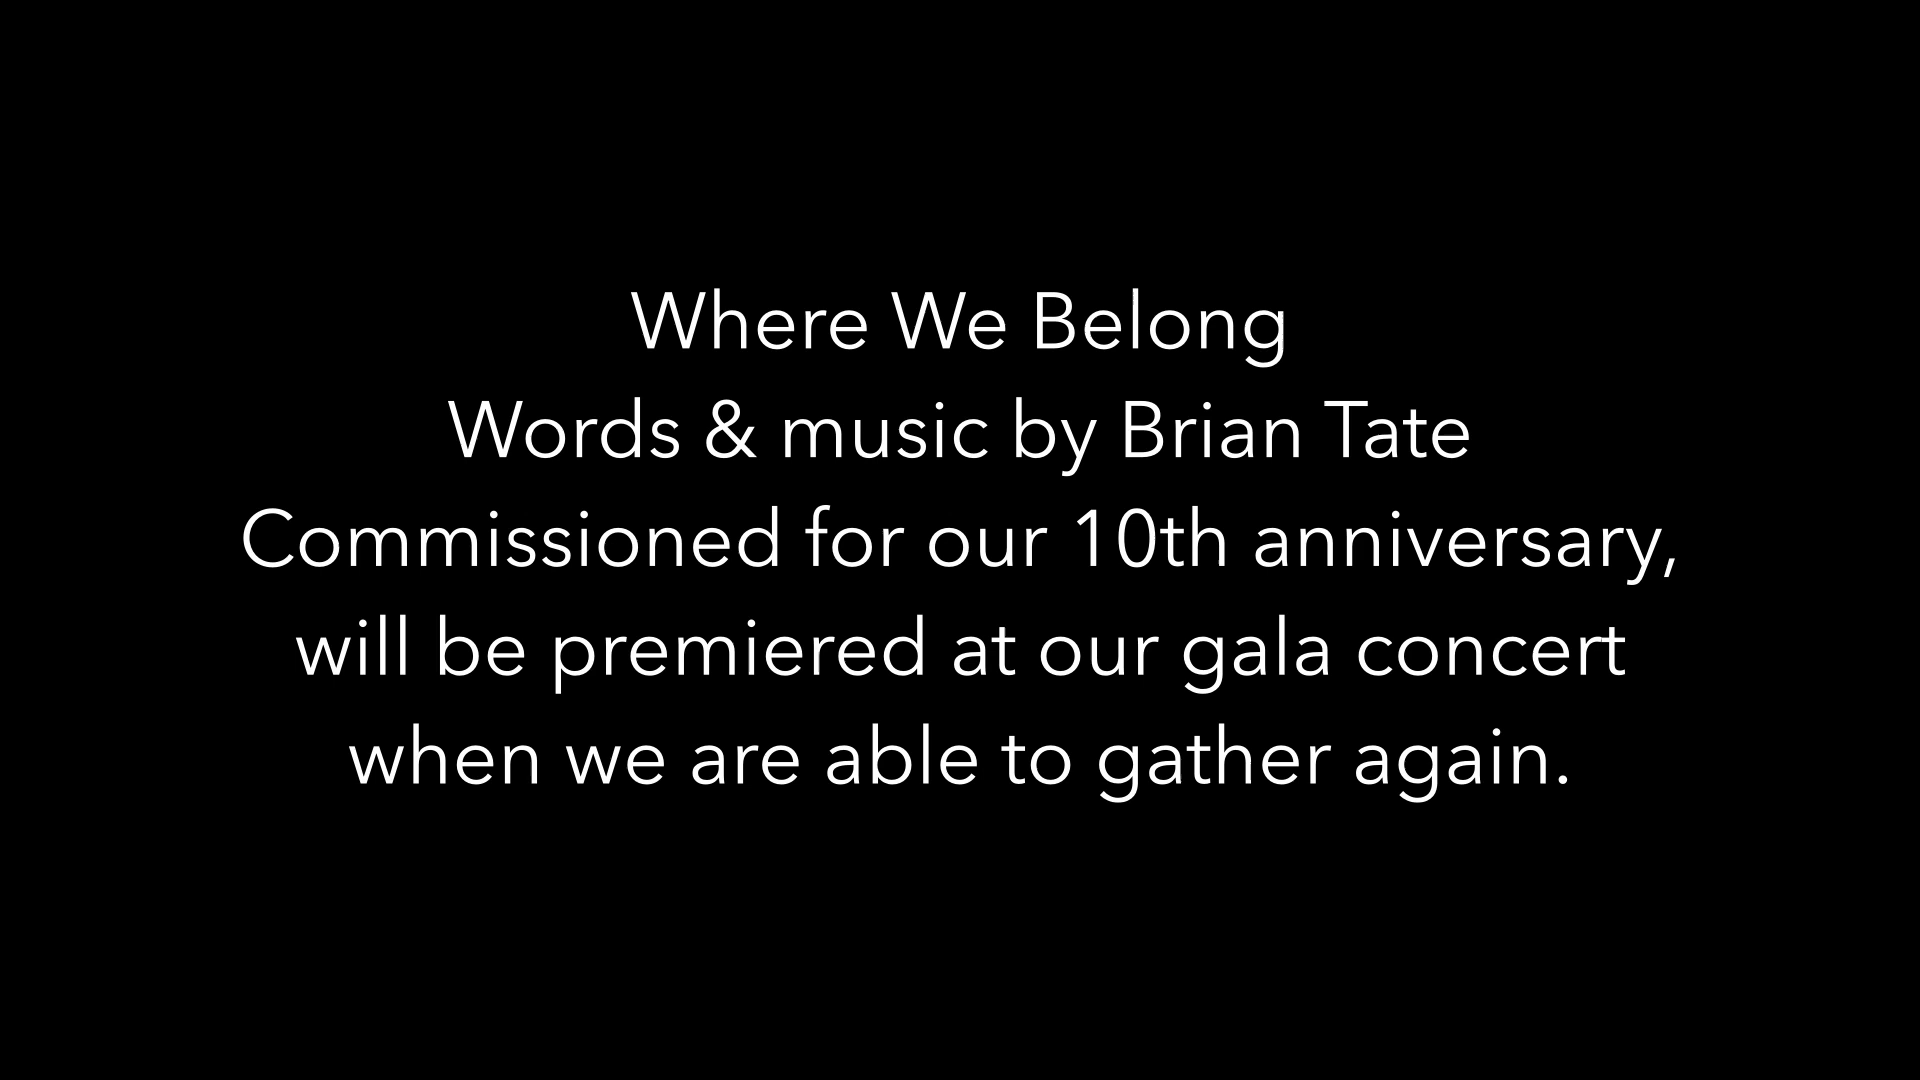 Where We Belong
Words & music by Brian Tate
Commissioned for our 10th anniversary,
will be premiered at our gala concert
when we are able to gather again.